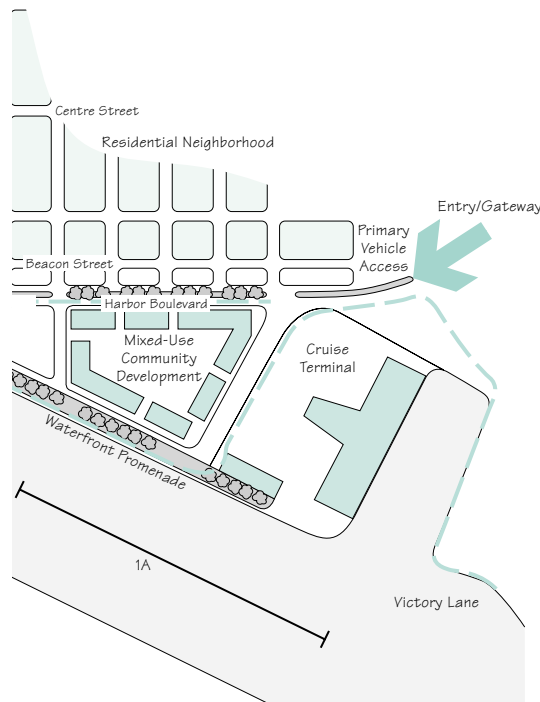 Centre Street
Residential Neighborhood
Entry/Gateway
Primary
Vehicle
Access
Beacon Street
Harbor Boulevard
Mixed-Use
Community
Development
Cruise
Terminal
Waterfront Promenade
1A
Victory Lane